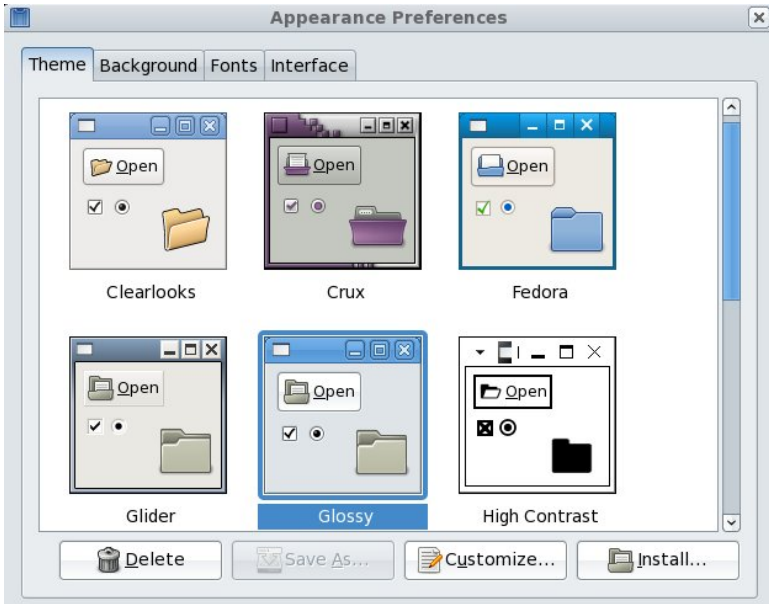 Appearance Preferences
Theme Background Fonts Interface
Open Open Open
Clearlooks Crux Fedora
Open Open Open
Glider Glossy High Contrast
Delete Save As... Customize... Install...